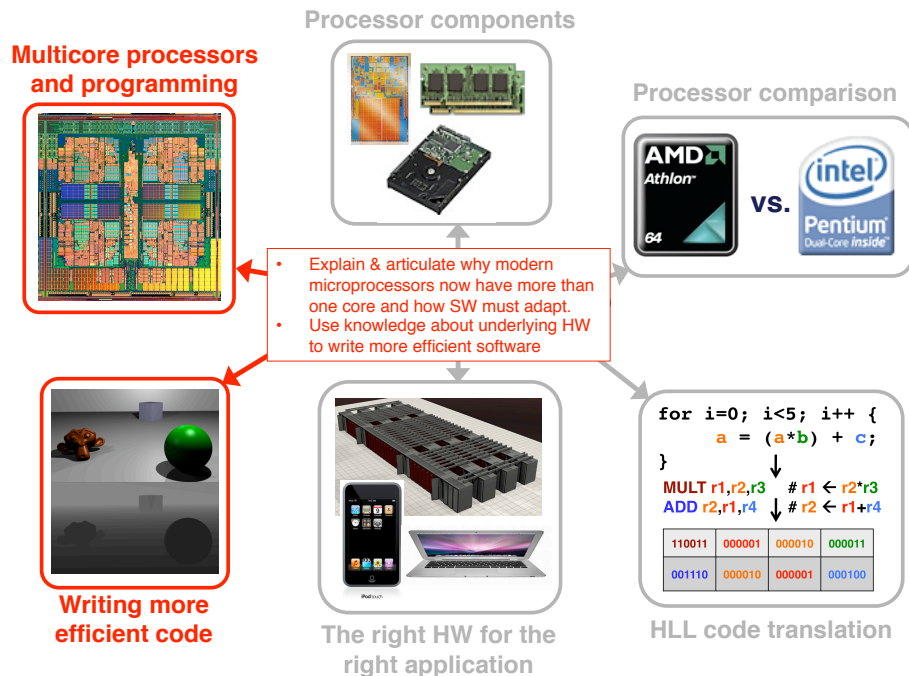 Processor components
Multicore processors
and programming
Processor comparison
AMD
Athlon™
64
vs.
intel
Pentium®
Dual-Core inside™
• Explain & articulate why modern
microprocessors now have more than
one core and how SW must adapt.
• Use knowledge about underlying HW
to write more efficient software
for i=0; i<5; i++ {
a = (a*b) + c;
}
MULT r1,r2,r3 # r1 ← r2*r3
ADD r2,r1,r4 # r2 ← r1+r4
110011 000001 000010 000011
001110 000010 000001 000100
iPod touch
Writing more
efficient code
The right HW for the
right application
HLL code translation